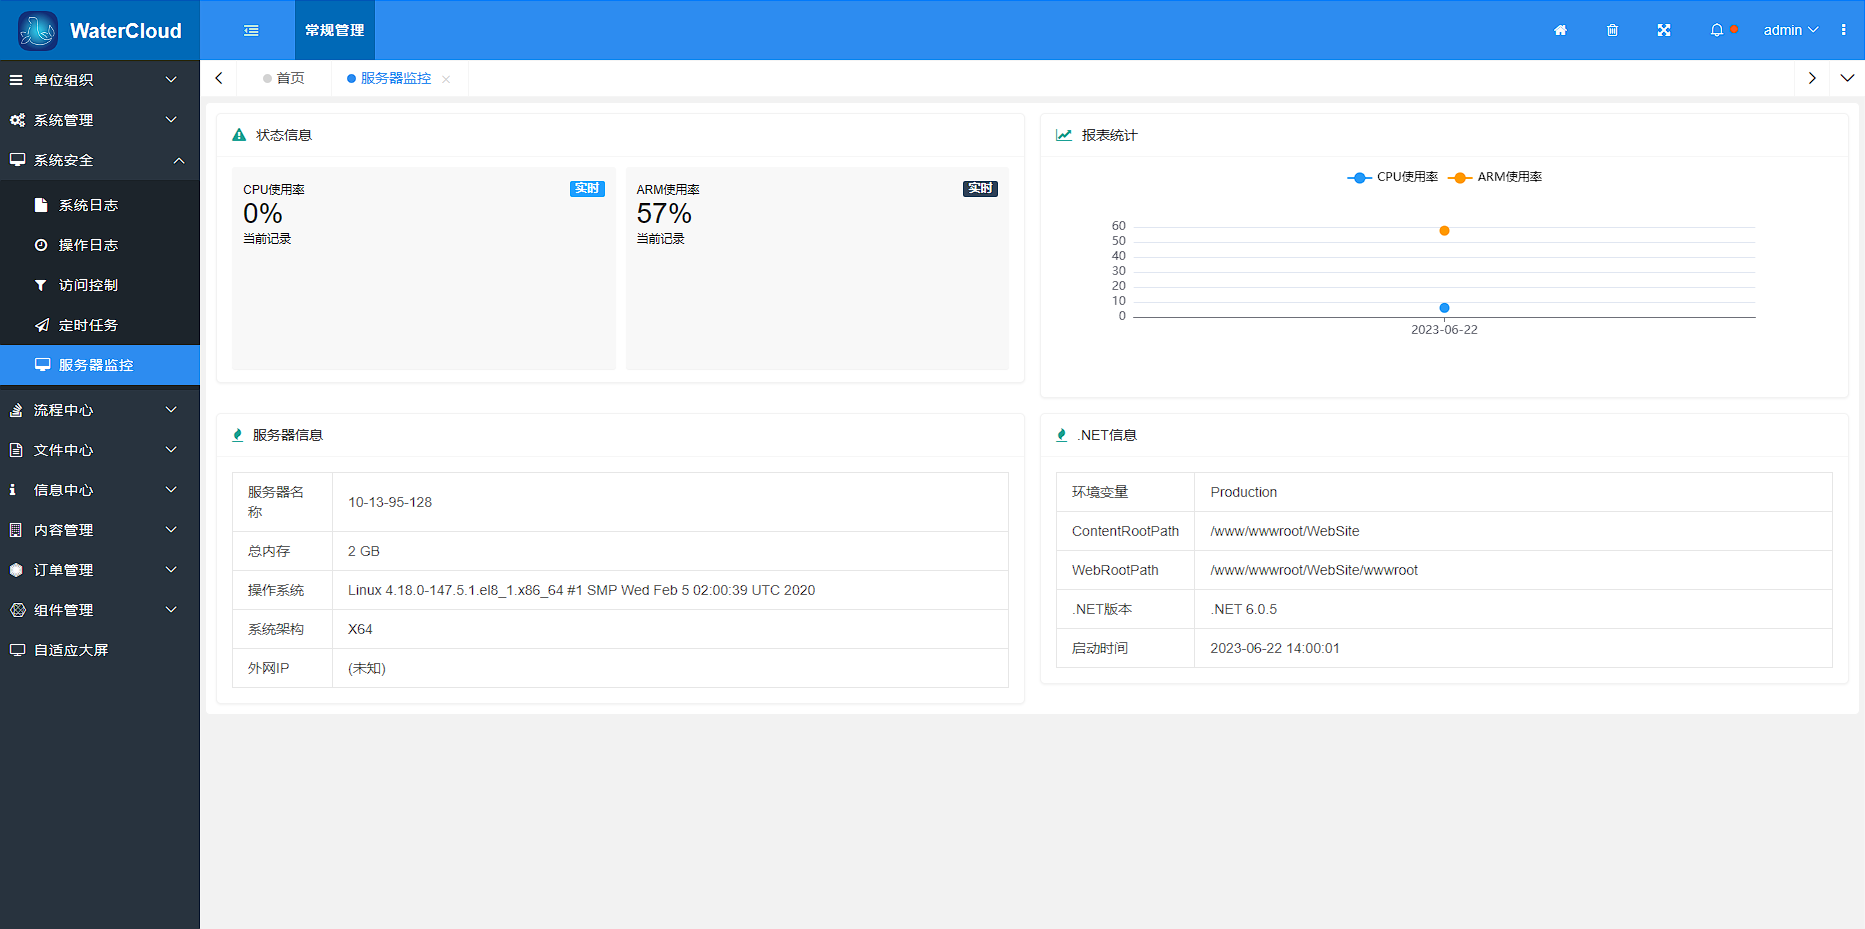 WaterCloud
常规管理
admin
单位组织
系统管理
系统安全
系统日志
操作日志
访问控制
定时任务
服务器监控
流程中心
文件中心
信息中心
内容管理
订单管理
组件管理
自适应大屏
首页
服务器监控
状态信息
CPU使用率
实时
0%
当前记录
ARM使用率
实时
57%
当前记录
报表统计
CPU使用率
ARM使用率
60
50
40
30
20
10
0
2023-06-22
服务器信息
服务器名
称
10-13-95-128
总内存
2 GB
操作系统
Linux 4.18.0-147.5.1.el8_1.x86_64 #1 SMP Wed Feb 5 02:00:39 UTC 2020
系统架构
X64
外网IP
(未知)
.NET信息
环境变量
Production
ContentRootPath
/www/wwwroot/WebSite
WebRootPath
/www/wwwroot/WebSite/wwwroot
.NET版本
.NET 6.0.5
启动时间
2023-06-22 14:00:01